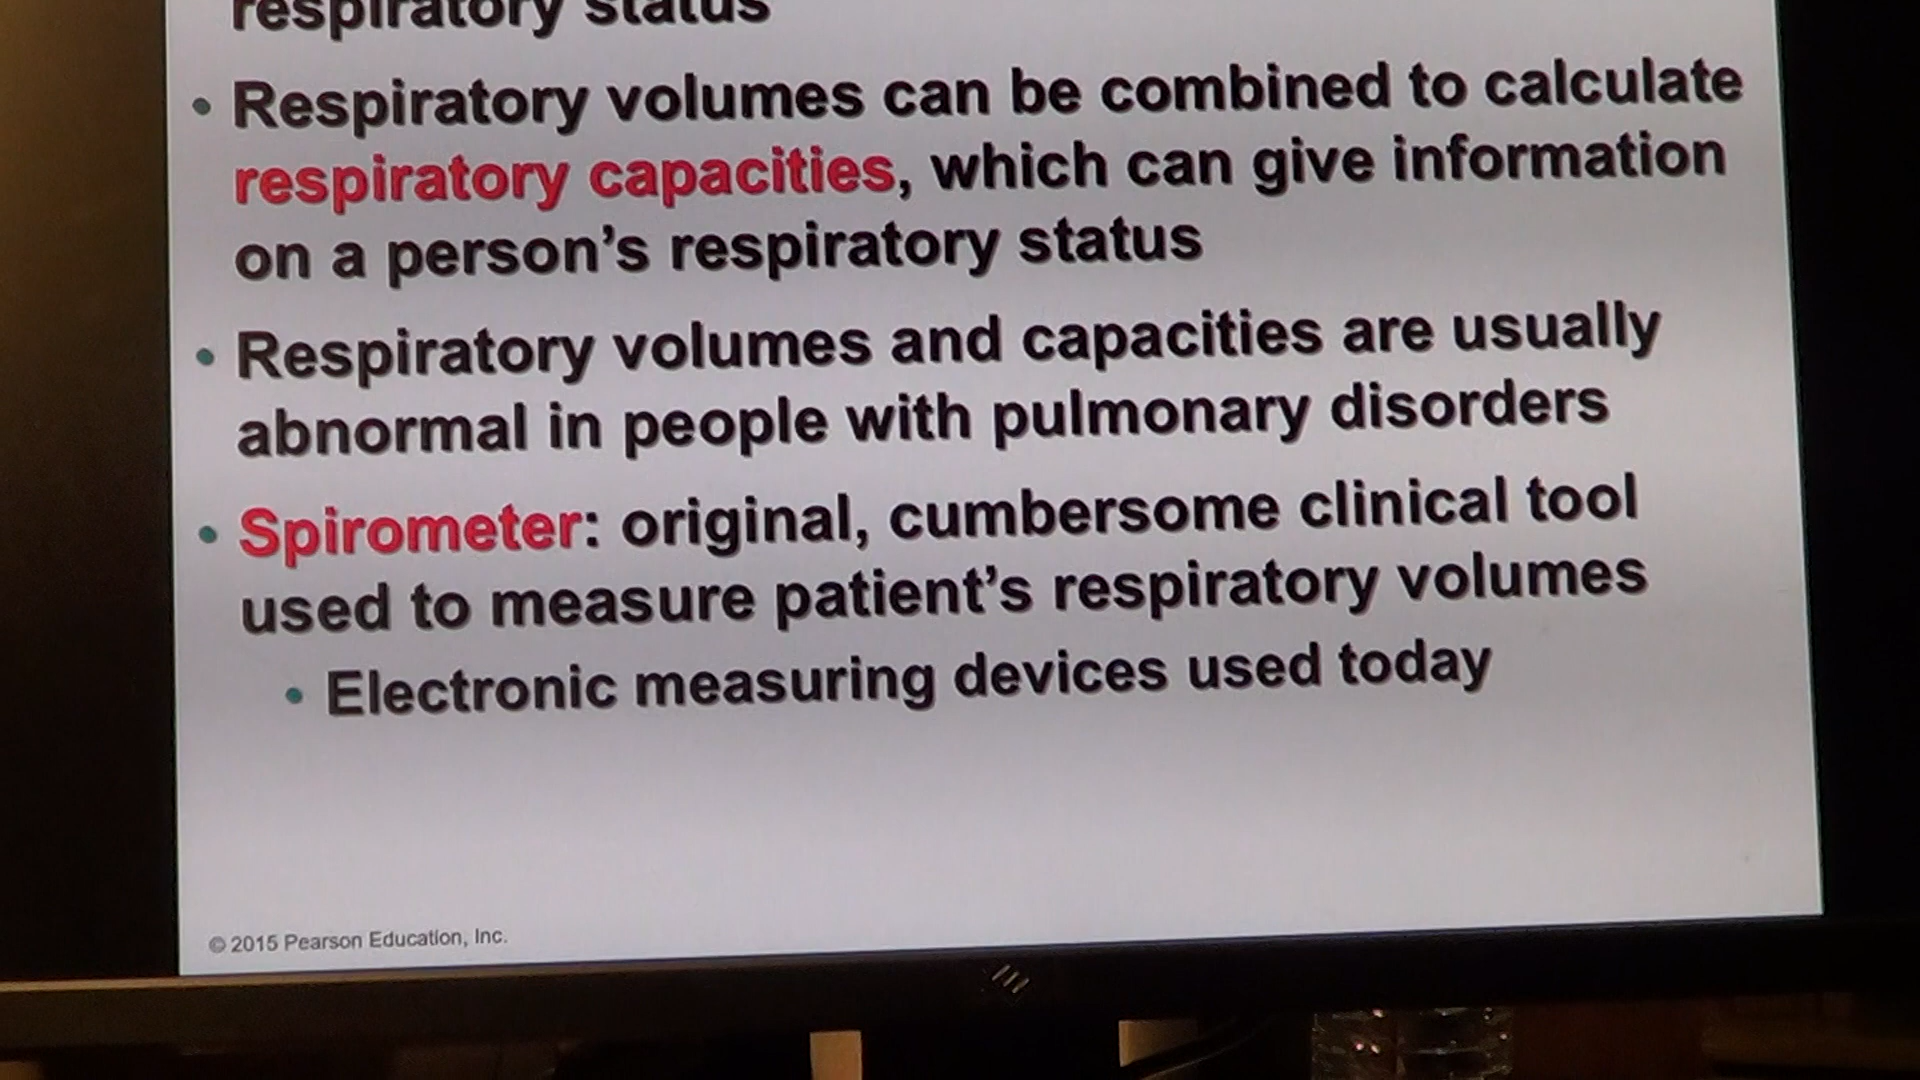 respiratory status
• Respiratory volumes can be combined to calculate
respiratory capacities, which can give information
on a person’s respiratory status
• Respiratory volumes and capacities are usually
abnormal in people with pulmonary disorders
• Spirometer: original, cumbersome clinical tool
used to measure patient’s respiratory volumes
• Electronic measuring devices used today
© 2015 Pearson Education, Inc.